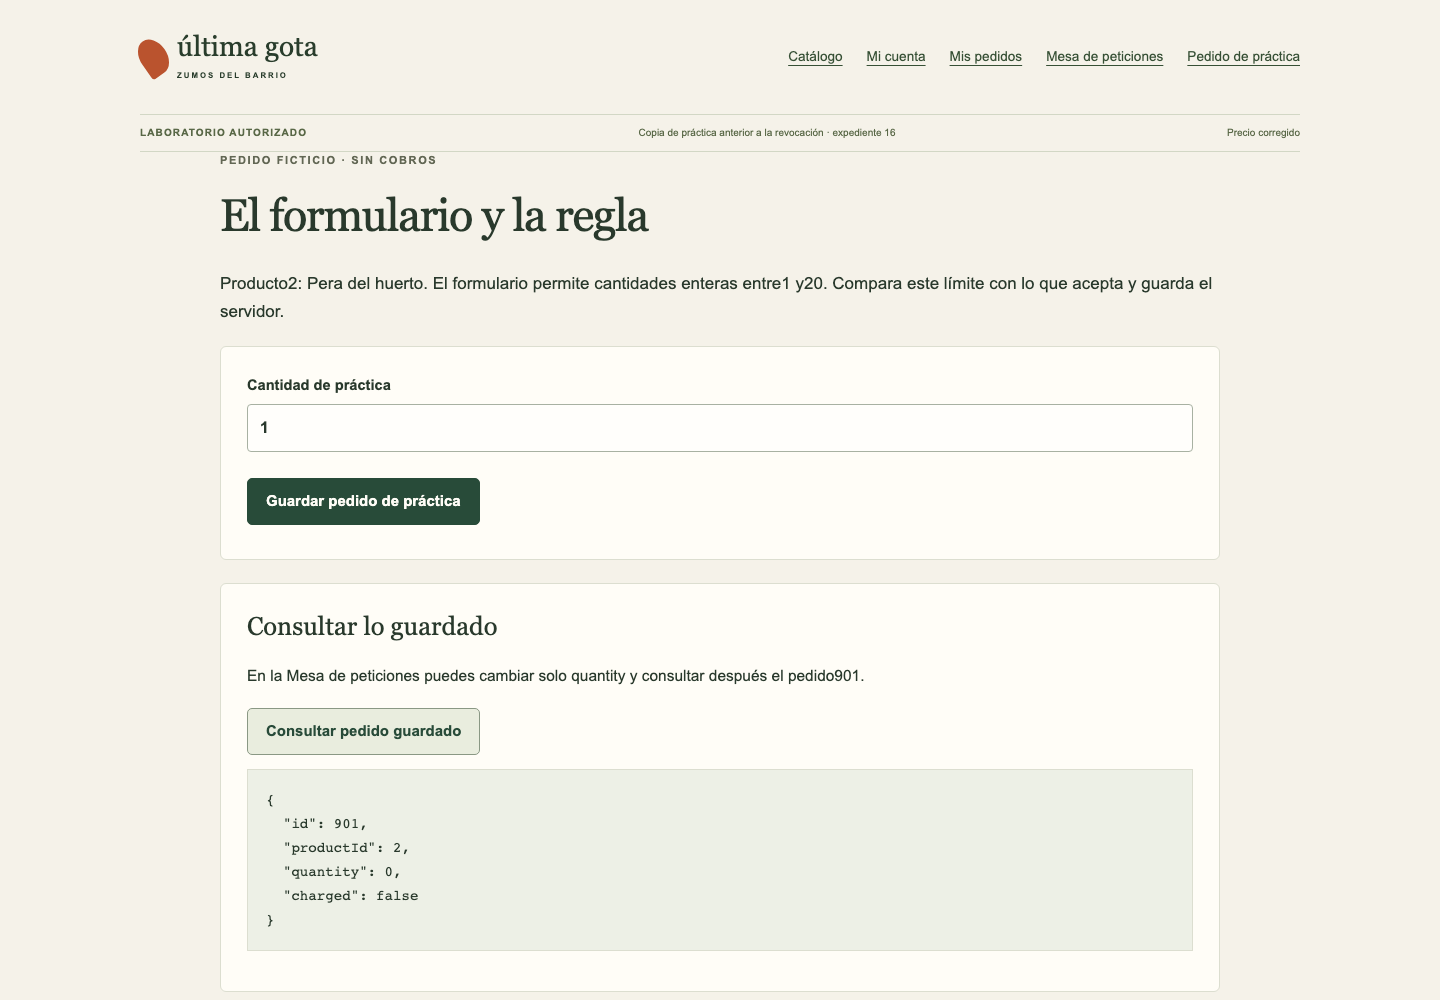 última gota
ZUMOS DEL BARRIO
Catálogo
Mi cuenta
Mis pedidos
Mesa de peticiones
Pedido de práctica
LABORATORIO AUTORIZADO
Copia de práctica anterior a la revocación · expediente 16
Precio corregido
PEDIDO FICTICIO · SIN COBROS
El formulario y la regla
Producto2: Pera del huerto. El formulario permite cantidades enteras entre1 y20. Compara este límite con lo que acepta y guarda el
servidor.
Cantidad de práctica
1
Guardar pedido de práctica
Consultar lo guardado
En la Mesa de peticiones puedes cambiar solo quantity y consultar después el pedido901.
Consultar pedido guardado
{
  "id": 901,
  "productId": 2,
  "quantity": 0,
  "charged": false
}